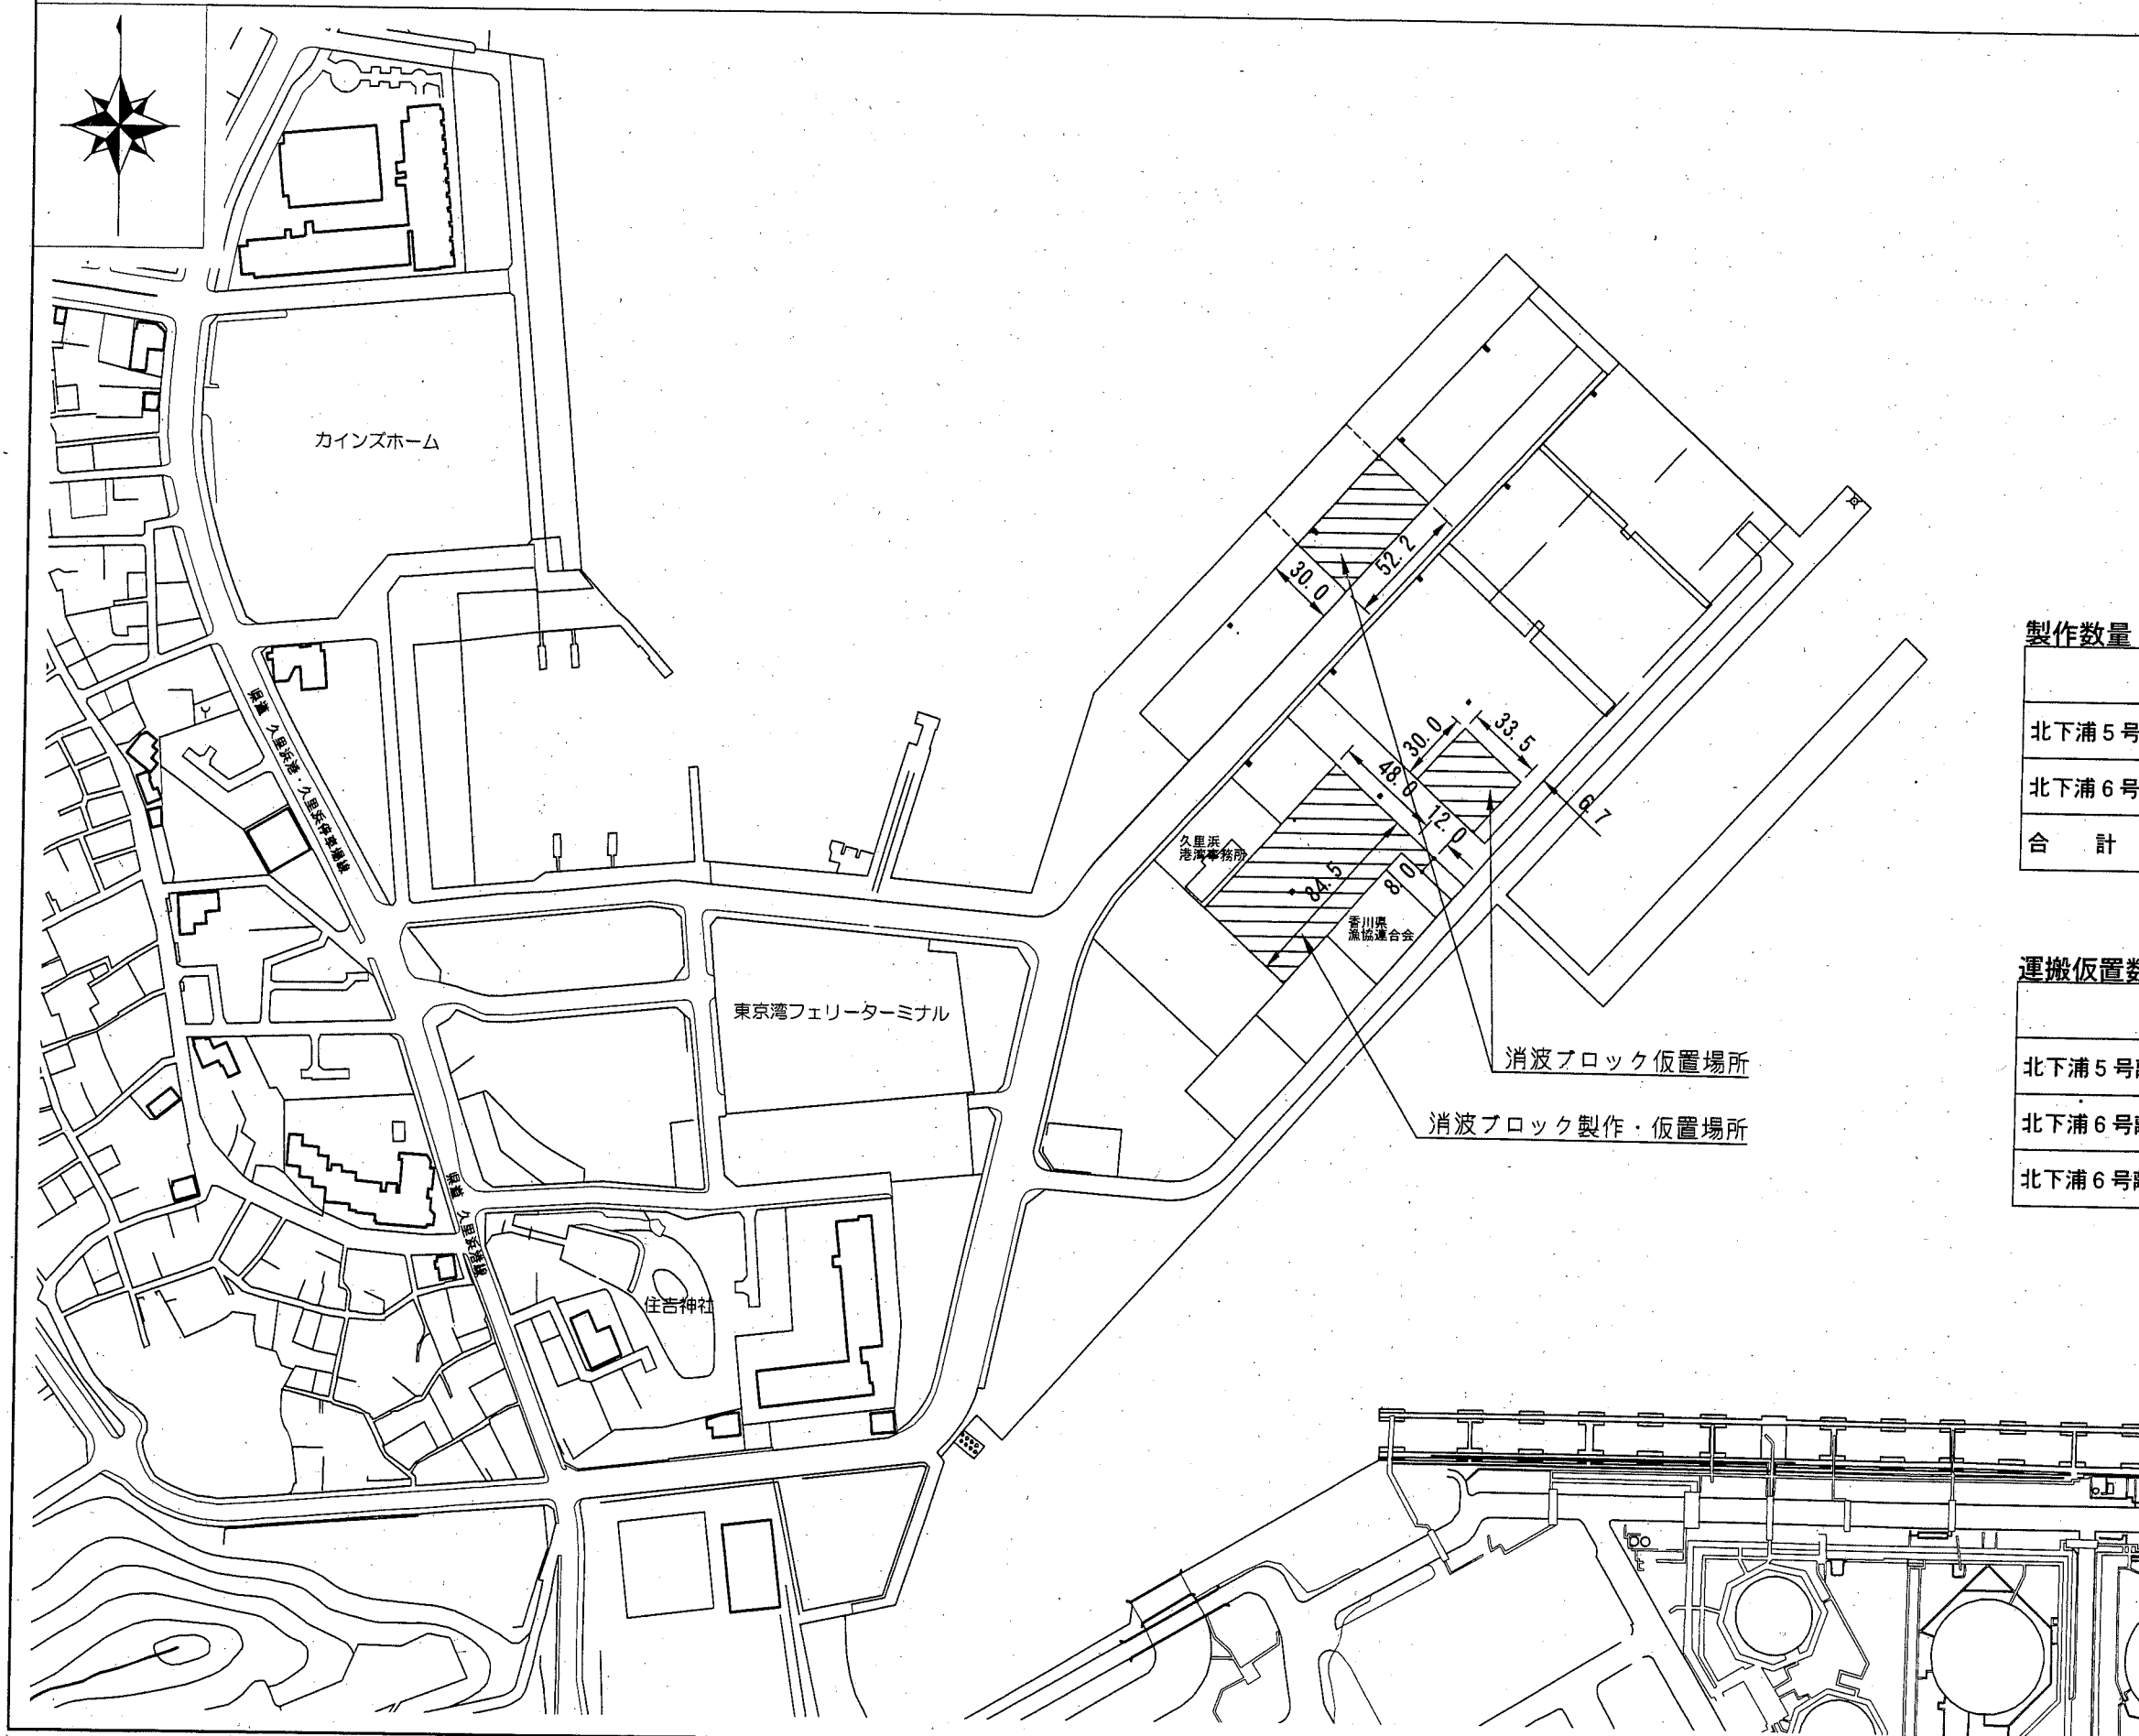 カインズホーム
県道 久里浜港・久里浜停車場線
52.2
30.0
33.5
30.0
48.0
12.0
6.7
84.5
8.0
久里浜
港湾事務所
香川県
漁協連合会
東京湾フェリーターミナル
消波ブロック仮置場所
消波ブロック製作・仮置場所
県道 久里浜港線
住吉神社
製作数量
北下浦5号
北下浦6号
合 計
運搬仮置数
北下浦5号離
北下浦6号離
北下浦6号離